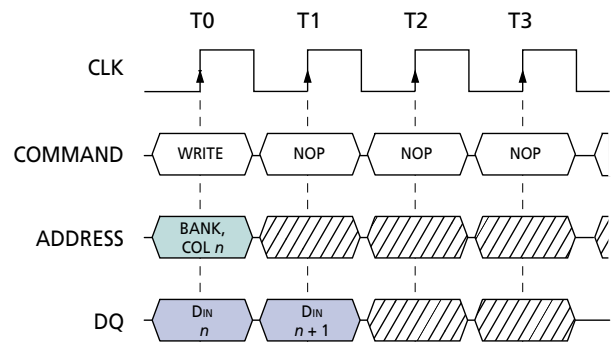 T0 T1 T2 T3
CLK
COMMAND WRITE NOP NOP NOP
ADDRESS BANK,
COL n
DQ DIN
n
DIN
n + 1